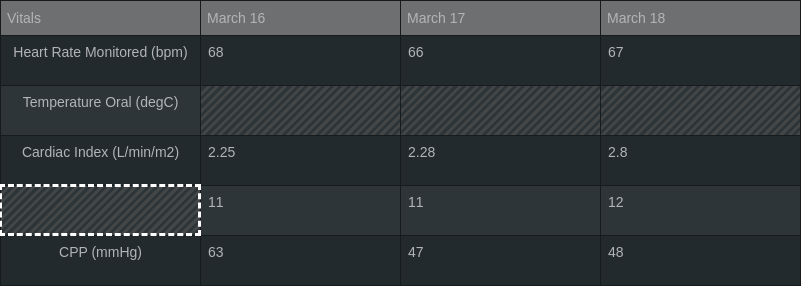 Vitals March 16 March 17 March 18
Heart Rate Monitored (bpm) 68 66 67
Temperature Oral (degC)
Cardiac Index (L/min/m2) 2.25 2.28 2.8
11 11 12
CPP (mmHg) 63 47 48